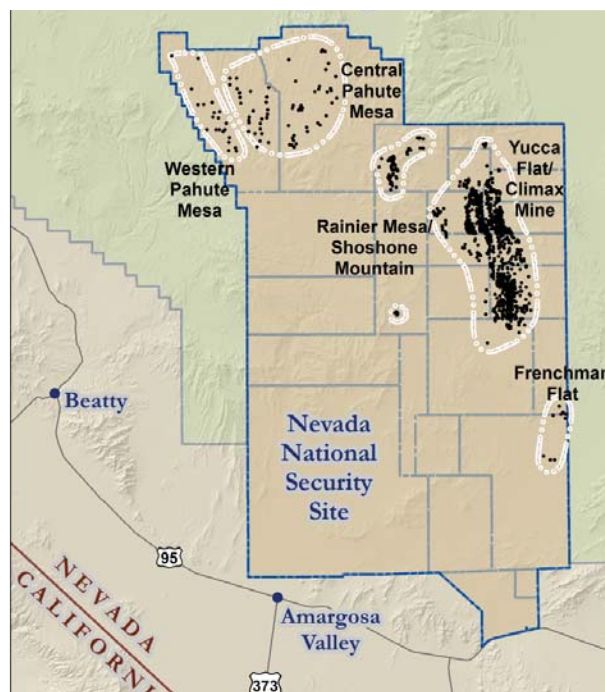 Central
Pahute
Mesa
Western
Pahute
Mesa
Yucca
Flat/
Climax
Mine
Rainier Mesa/
Shoshone
Mountain
Frenchman
Flat
Beatty
Nevada
National
Security
Site
95
NEVADA
CALIFORNI
Amargosa
Valley
373